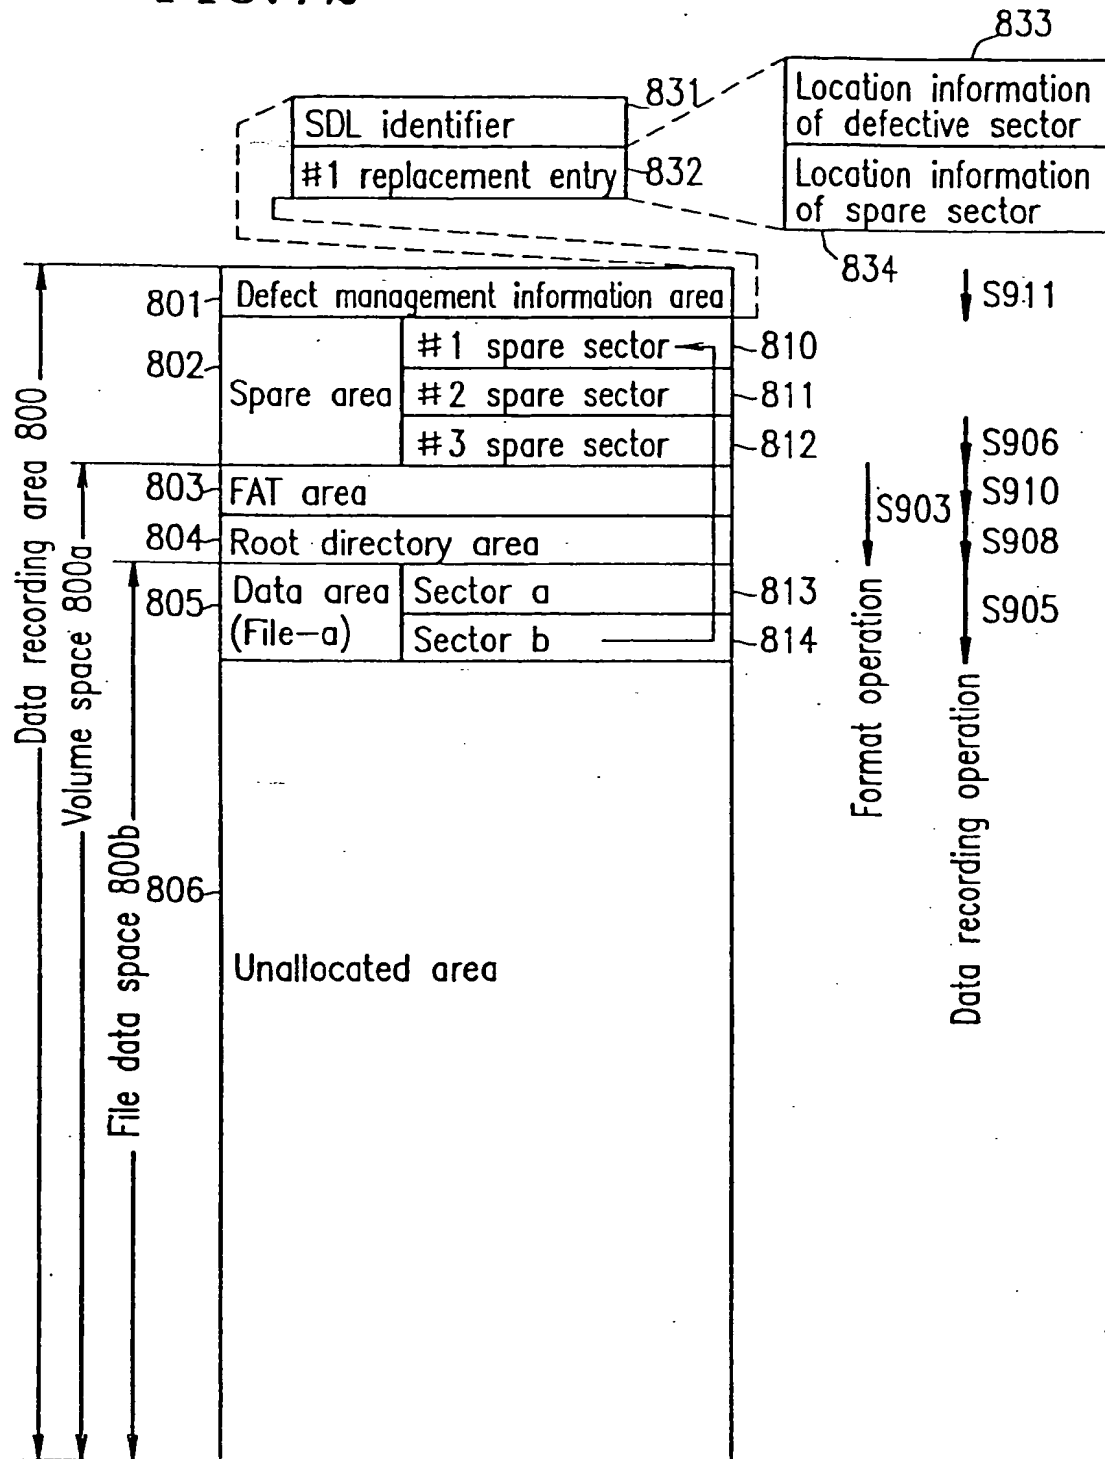 833
831
SDL identifier
#1 replacement entry
832
Location information
of defective sector
Location information
of spare sector
834
801
Defect management information area
S911
802
Spare area
#1 spare sector
810
#2 spare sector
811
#3 spare sector
812
S906
803
FAT area
S903
S910
804
Root directory area
S908
805
Data area
(File-a)
Sector a
813
Sector b
814
S905
806
Unallocated area
Data recording area 800
Volume space 800a
File data space 800b
Format operation
Data recording operation